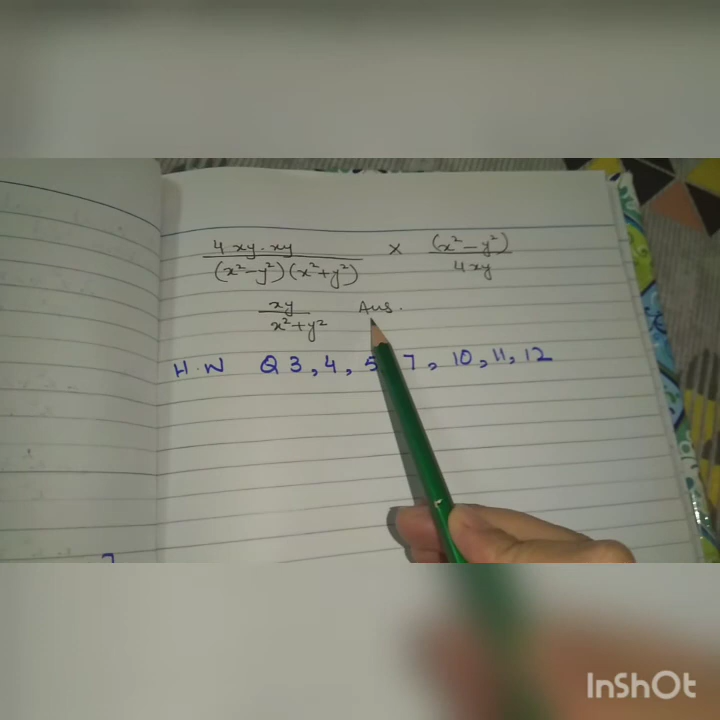 4xy.xy / (x²-y²)(x²+y²) × (x²-y²) / 4xy
xy / x²+y² Ans.
H.W Q 3, 4, 5 7, 10, 11, 12
InShOt